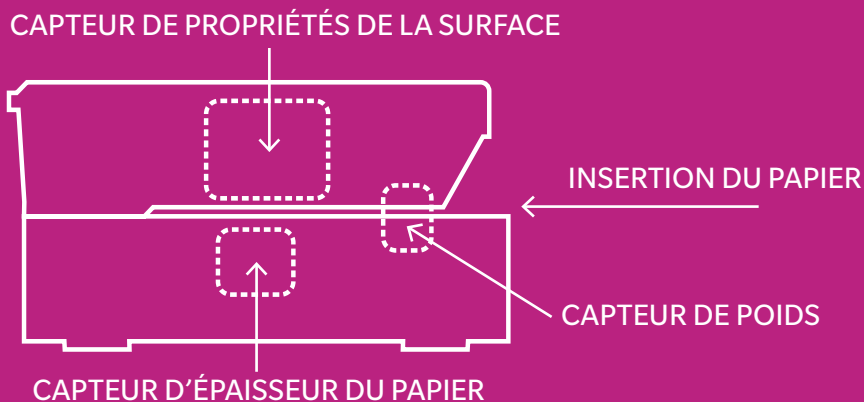 CAPTEUR DE PROPRIÉTÉS DE LA SURFACE
INSERTION DU PAPIER
CAPTEUR DE POIDS
CAPTEUR D’ÉPAISSEUR DU PAPIER